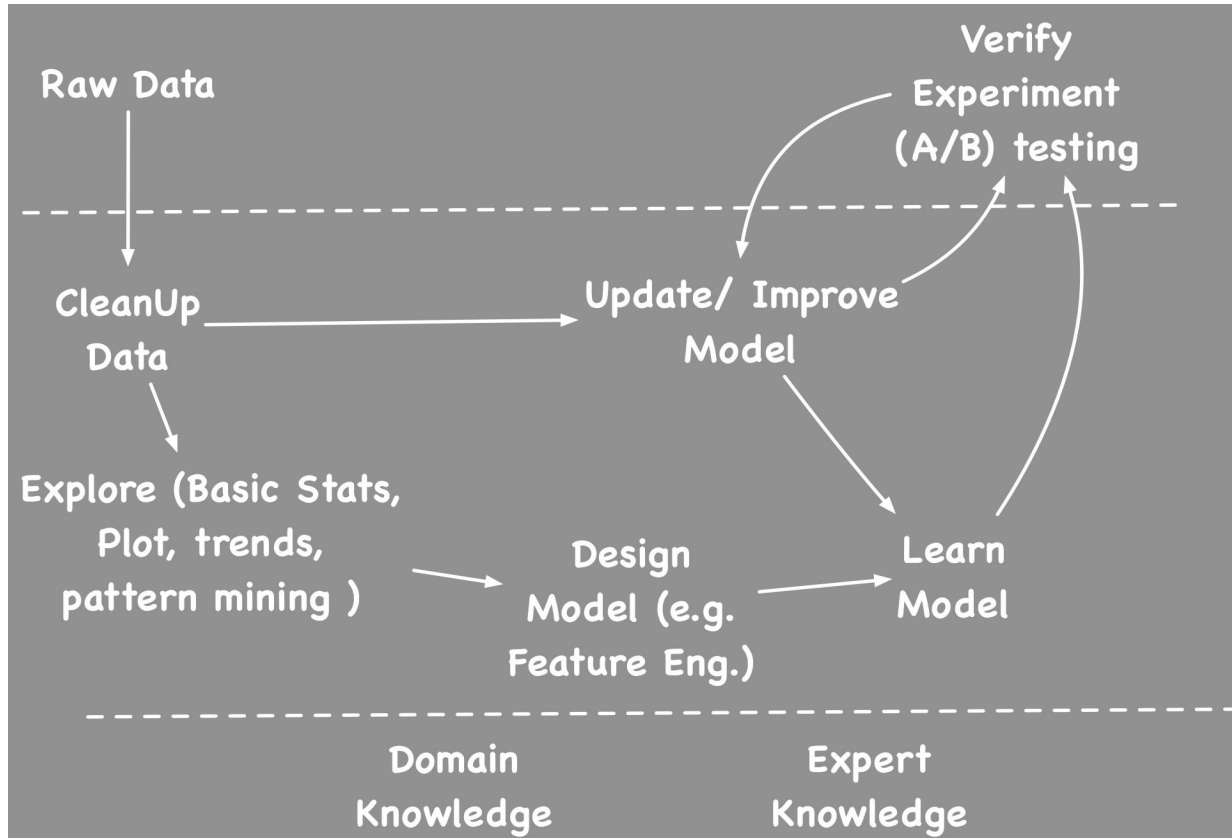 Raw Data
Verify
Experiment
(A/B) testing
CleanUp
Data
Update/ Improve
Model
Explore (Basic Stats,
Plot, trends,
pattern mining )
Design
Model (e.g.
Feature Eng.)
Learn
Model
Domain
Knowledge
Expert
Knowledge